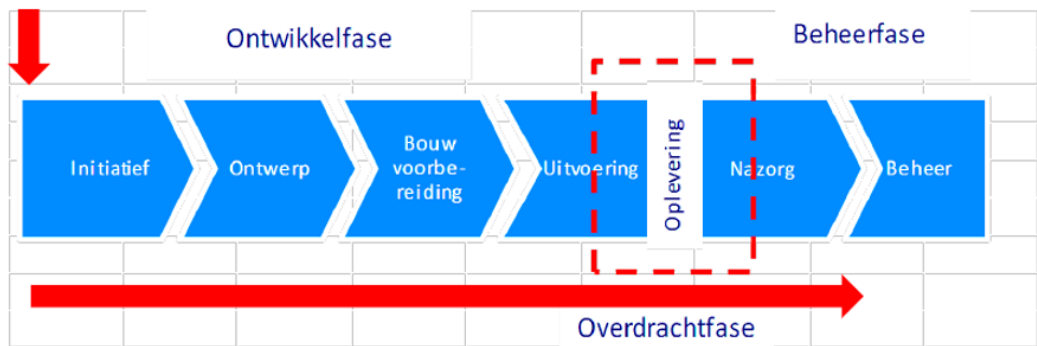 Ontwikkelfase
Beheerfase
Initiatief
Ontwerp
Bouw
voorbe-
reiding
Uitvoering
Oplevering
Nazorg
Beheer
Overdrachtfase